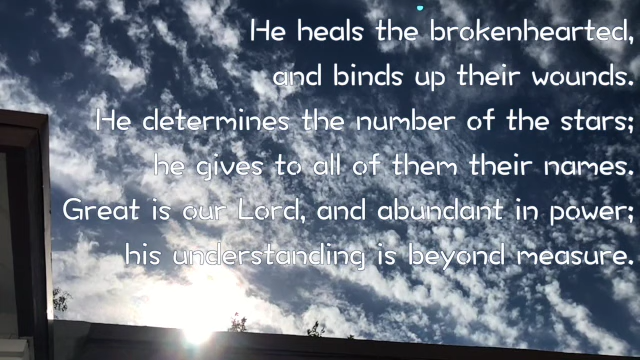 He heals the brokenhearted,
and binds up their wounds.
He determines the number of the stars;
he gives to all of them their names.
Great is our Lord, and abundant in power;
his understanding is beyond measure.